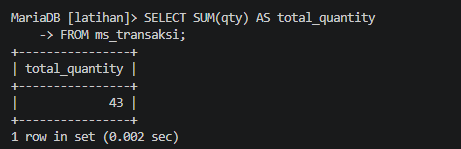 MariaDB [latihan]> SELECT SUM(qty) AS total_quantity
    -> FROM ms_transaksi;
+----------------+
| total_quantity |
+----------------+
|             43 |
+----------------+
1 row in set (0.002 sec)